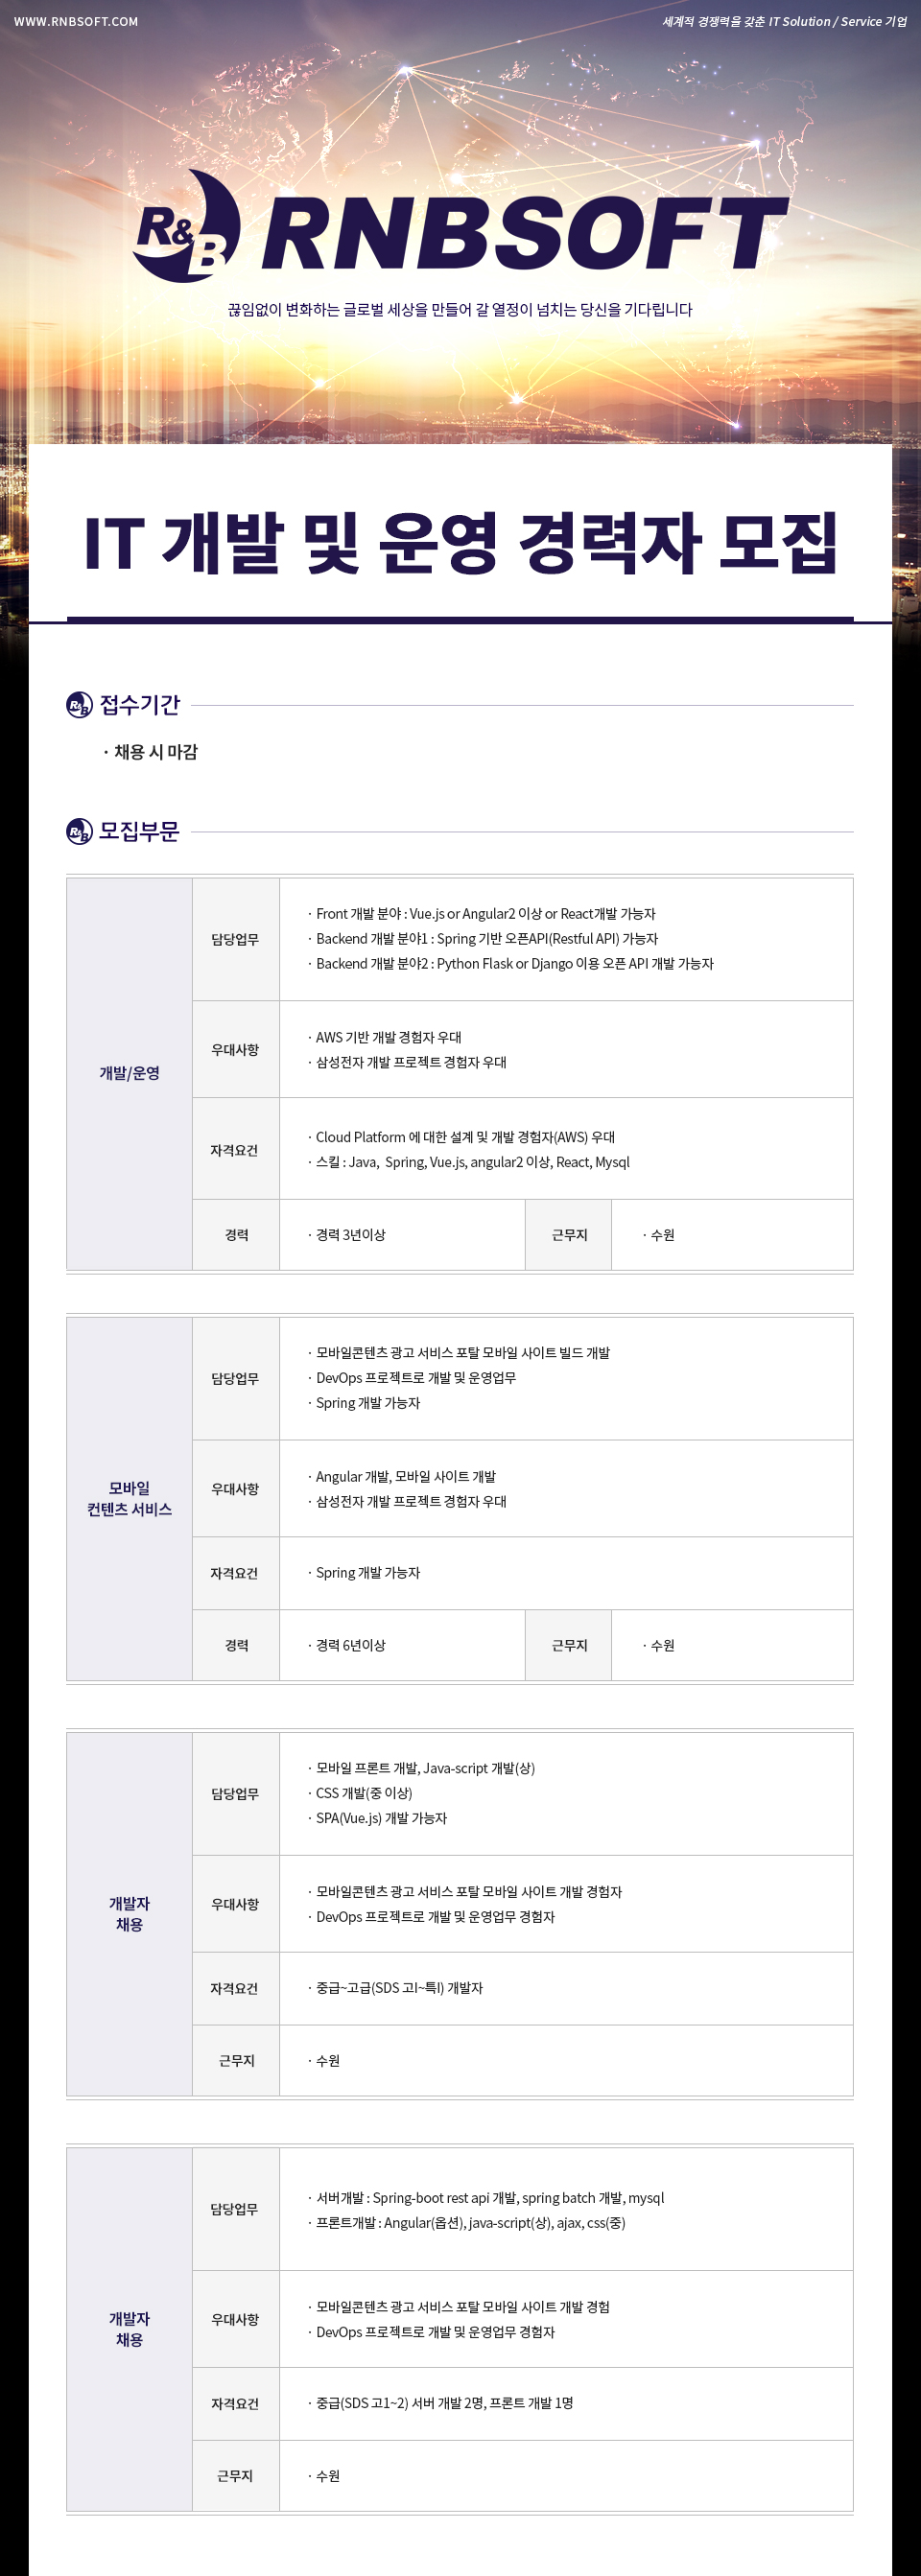 WWW.RNBSOFT.COM
세계적 경쟁력을 갖춘 IT Solution / Service 기업
R&B RNBSOFT
끊임없이 변화하는 글로벌 세상을 만들어 갈 열정이 넘치는 당신을 기다립니다
IT 개발 및 운영 경력자 모집
R&B 접수기간
· 채용 시 마감
R&B 모집부문
개발/운영
담당업무
· Front 개발 분야 : Vue.js or Angular2 이상 or React개발 가능자
· Backend 개발 분야1 : Spring 기반 오픈API(Restful API) 가능자
· Backend 개발 분야2 : Python Flask or Django 이용 오픈 API 개발 가능자
우대사항
· AWS 기반 개발 경험자 우대
· 삼성전자 개발 프로젝트 경험자 우대
자격요건
· Cloud Platform 에 대한 설계 및 개발 경험자(AWS) 우대
· 스킬 : Java, Spring, Vue.js, angular2 이상, React, Mysql
경력
· 경력 3년이상
근무지
· 수원
모바일
컨텐츠 서비스
담당업무
· 모바일콘텐츠 광고 서비스 포탈 모바일 사이트 빌드 개발
· DevOps 프로젝트로 개발 및 운영업무
· Spring 개발 가능자
우대사항
· Angular 개발, 모바일 사이트 개발
· 삼성전자 개발 프로젝트 경험자 우대
자격요건
· Spring 개발 가능자
경력
· 경력 6년이상
근무지
· 수원
개발자
채용
담당업무
· 모바일 프론트 개발, Java-script 개발(상)
· CSS 개발(중 이상)
· SPA(Vue.js) 개발 가능자
우대사항
· 모바일콘텐츠 광고 서비스 포탈 모바일 사이트 개발 경험자
· DevOps 프로젝트로 개발 및 운영업무 경험자
자격요건
· 중급~고급(SDS 고I~특I) 개발자
근무지
· 수원
개발자
채용
담당업무
· 서버개발 : Spring-boot rest api 개발, spring batch 개발, mysql
· 프론트개발 : Angular(옵션), java-script(상), ajax, css(중)
우대사항
· 모바일콘텐츠 광고 서비스 포탈 모바일 사이트 개발 경험
· DevOps 프로젝트로 개발 및 운영업무 경험자
자격요건
· 중급(SDS 고1~2) 서버 개발 2명, 프론트 개발 1명
근무지
· 수원